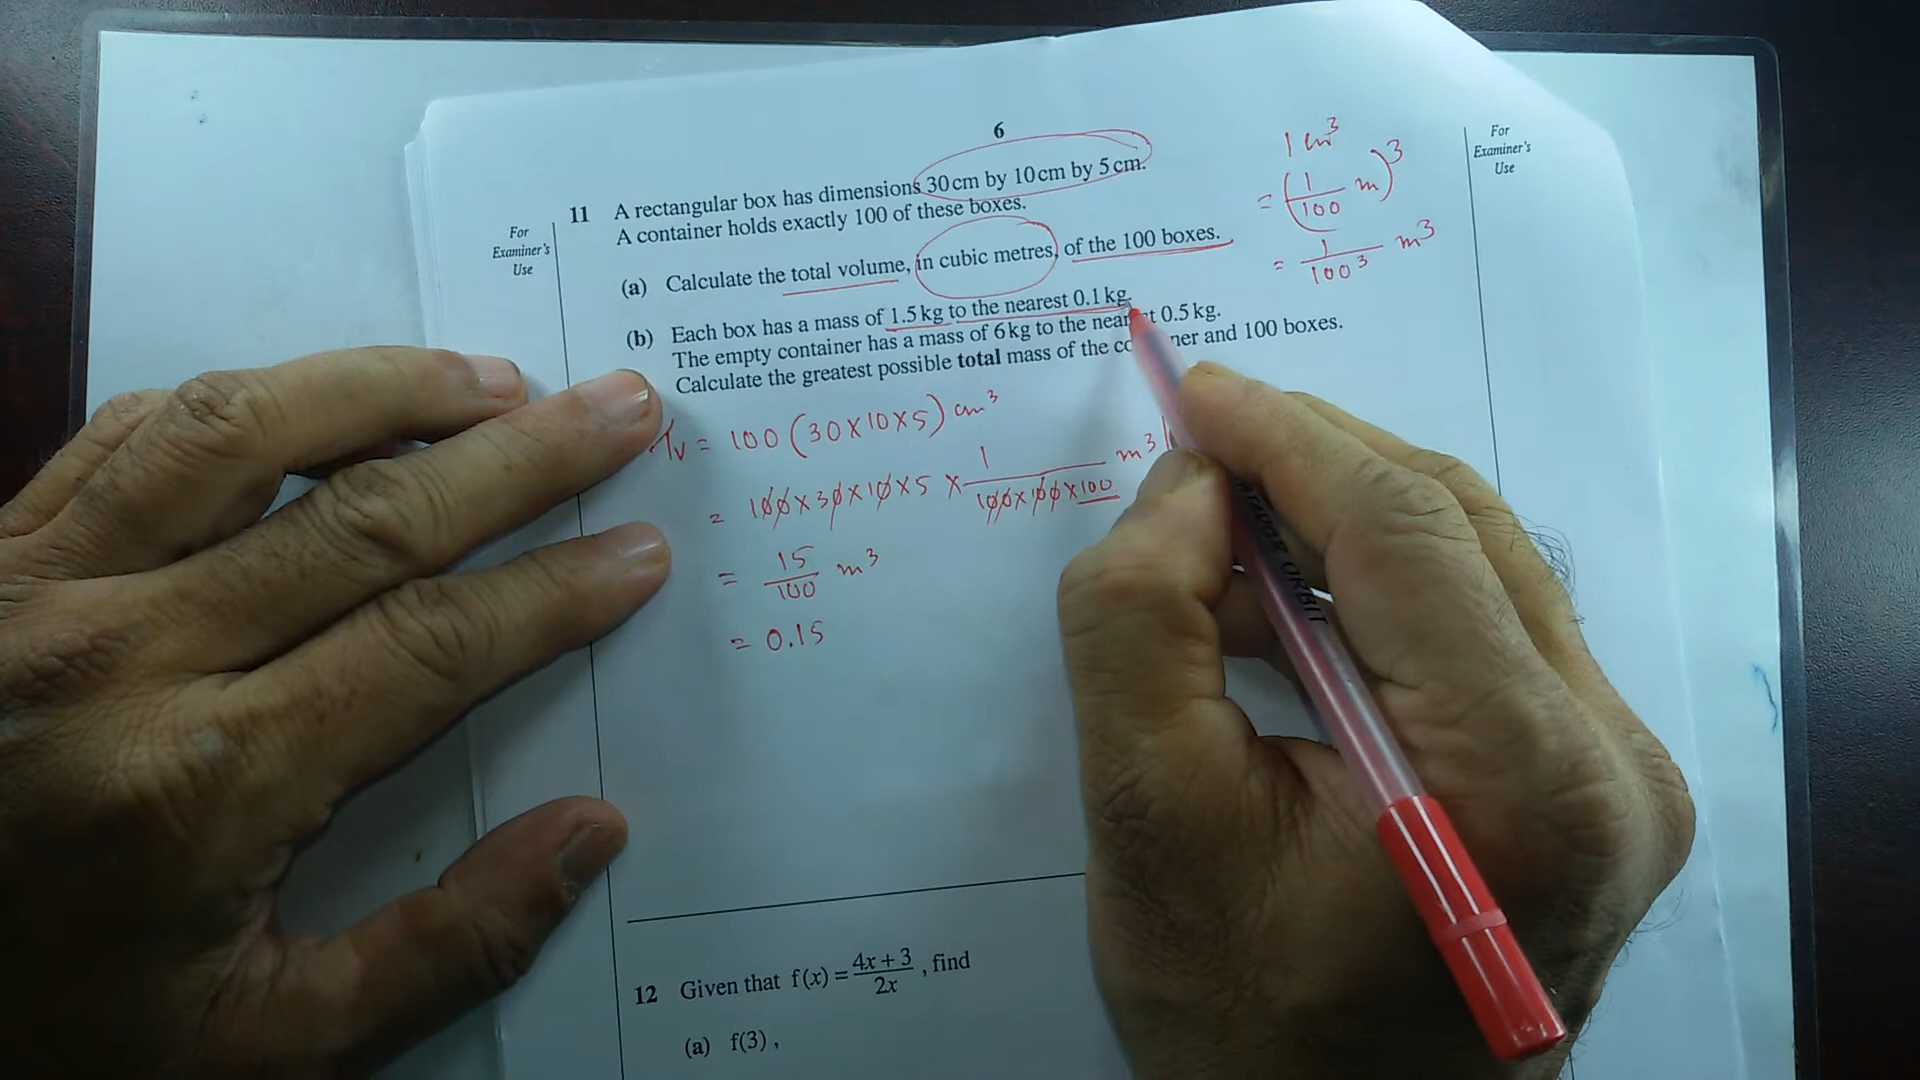 6
For
Examiner's
Use
For
Examiner's
Use
11 A rectangular box has dimensions 30 cm by 10 cm by 5 cm.
A container holds exactly 100 of these boxes.
(a) Calculate the total volume, in cubic metres, of the 100 boxes.
(b) Each box has a mass of 1.5 kg to the nearest 0.1 kg.
The empty container has a mass of 6 kg to the 0.5 kg.
Calculate the greatest possible total mass of the and 100 boxes.
1 cm³
= (1/100 m)³
= 1/100³ m³
Tv = 100 (30×10×5) cm³
= 100×30×10×5 × 1/(100×100×100) m³
= 15/100 m³
= 0.15
12 Given that f(x) = (4x + 3)/2x , find
(a) f(3) ,
ORBIT